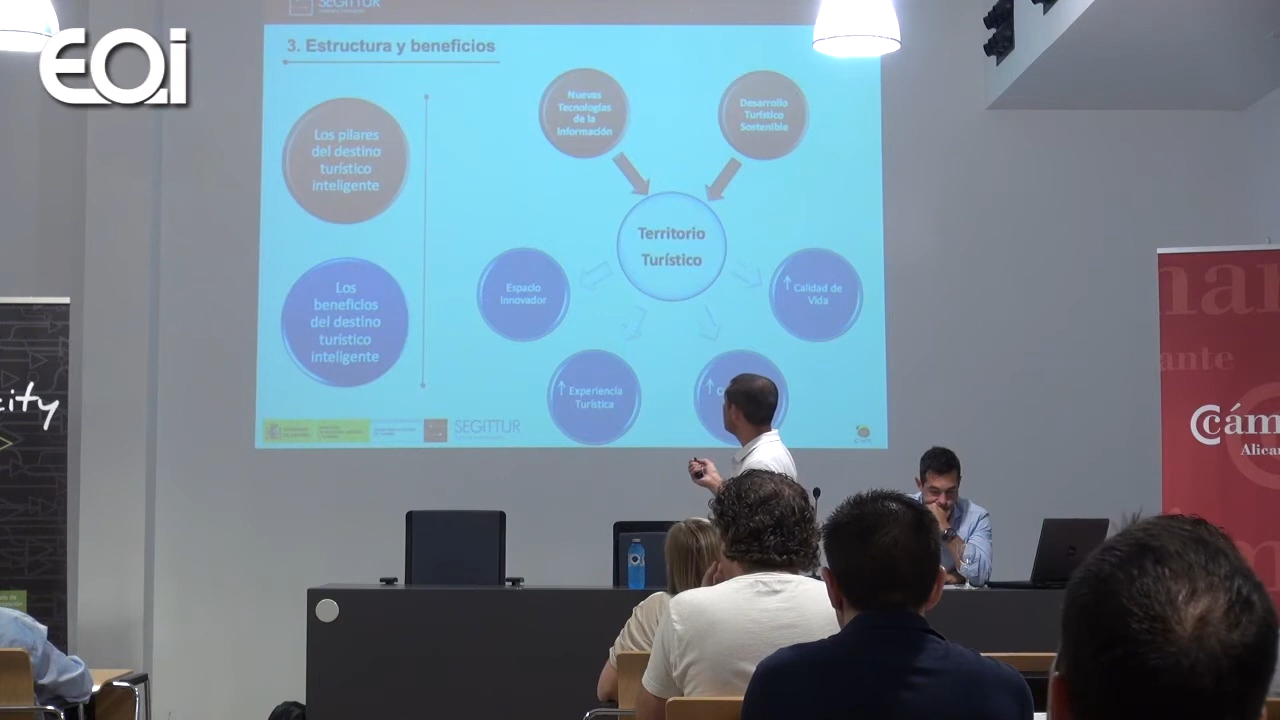 SEGITTUR
EOi
3. Estructura y beneficios
Los pilares
del destino
turístico
inteligente
Los
beneficios
del destino
turístico
inteligente
Nuevas
Tecnologías
de la
Información
Desarrollo
Turístico
Sostenible
Territorio
Turístico
Espacio
Innovador
↑ Calidad de
Vida
↑ Experiencia
Turística
SEGITTUR
city
ante
Cám
Alica